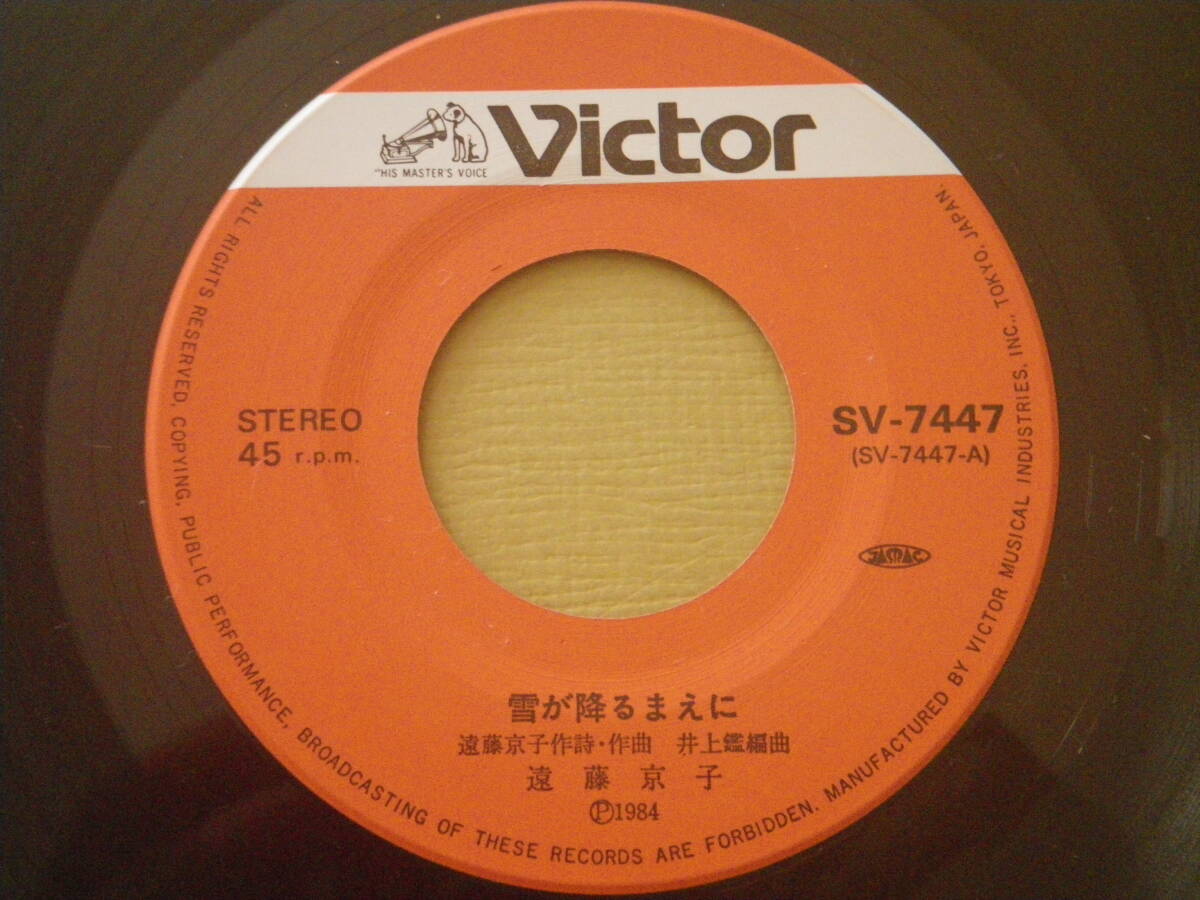 Victor
"HIS MASTER'S VOICE
STEREO
45 r.p.m.
SV-7447
(SV-7447-A)
JASRAC
雪が降るまえに
遠藤京子作詩・作曲 井上鑑編曲
遠藤京子
Ⓟ1984
ALL RIGHTS RESERVED, COPYING, PUBLIC PERFORMANCE, BROADCASTING OF THESE RECORDS ARE FORBIDDEN. MANUFACTURED BY VICTOR MUSICAL INDUSTRIES, INC., TOKYO, JAPAN.